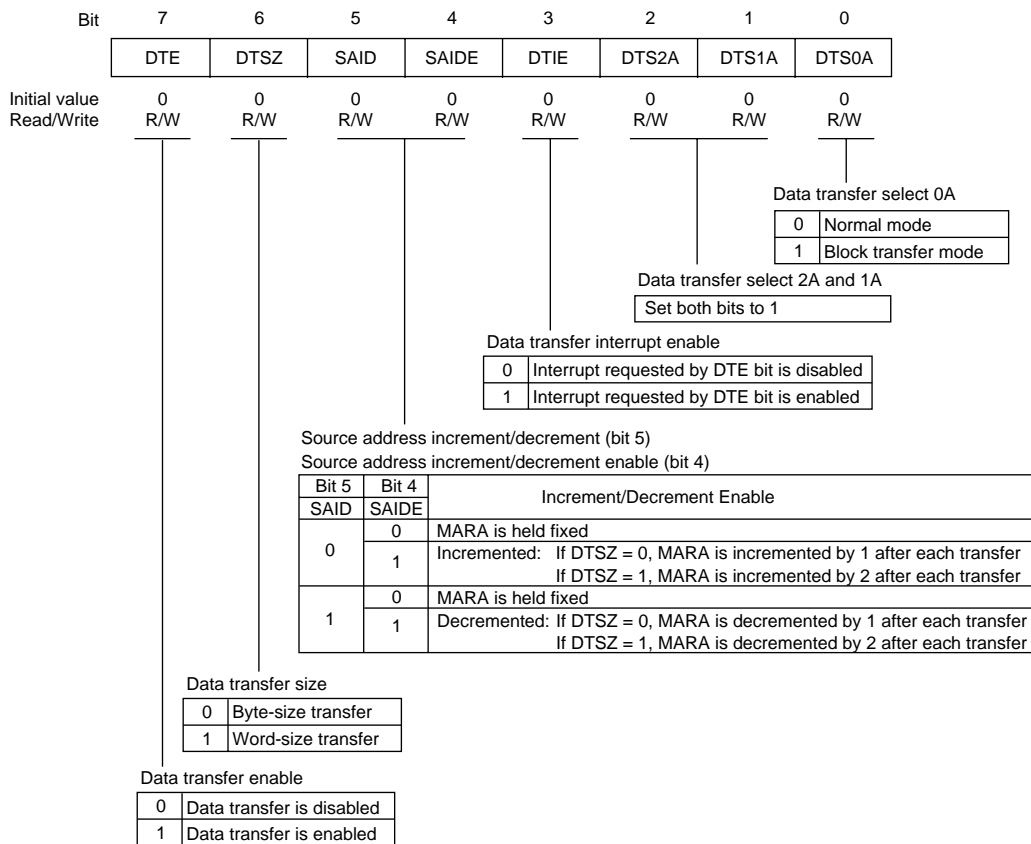 Bit 7 6 5 4 3 2 1 0
DTE DTSZ SAID SAIDE DTIE DTS2A DTS1A DTS0A
Initial value 0 0 0 0 0 0 0 0
Read/Write R/W R/W R/W R/W R/W R/W R/W R/W
Data transfer select 0A
0 Normal mode
1 Block transfer mode
Data transfer select 2A and 1A
Set both bits to 1
Data transfer interrupt enable
0 Interrupt requested by DTE bit is disabled
1 Interrupt requested by DTE bit is enabled
Source address increment/decrement (bit 5)
Source address increment/decrement enable (bit 4)
Bit 5 Bit 4 Increment/Decrement Enable
SAID SAIDE
0 0 MARA is held fixed
1 Incremented: If DTSZ = 0, MARA is incremented by 1 after each transfer
If DTSZ = 1, MARA is incremented by 2 after each transfer
1 0 MARA is held fixed
1 Decremented: If DTSZ = 0, MARA is decremented by 1 after each transfer
If DTSZ = 1, MARA is decremented by 2 after each transfer
Data transfer size
0 Byte-size transfer
1 Word-size transfer
Data transfer enable
0 Data transfer is disabled
1 Data transfer is enabled